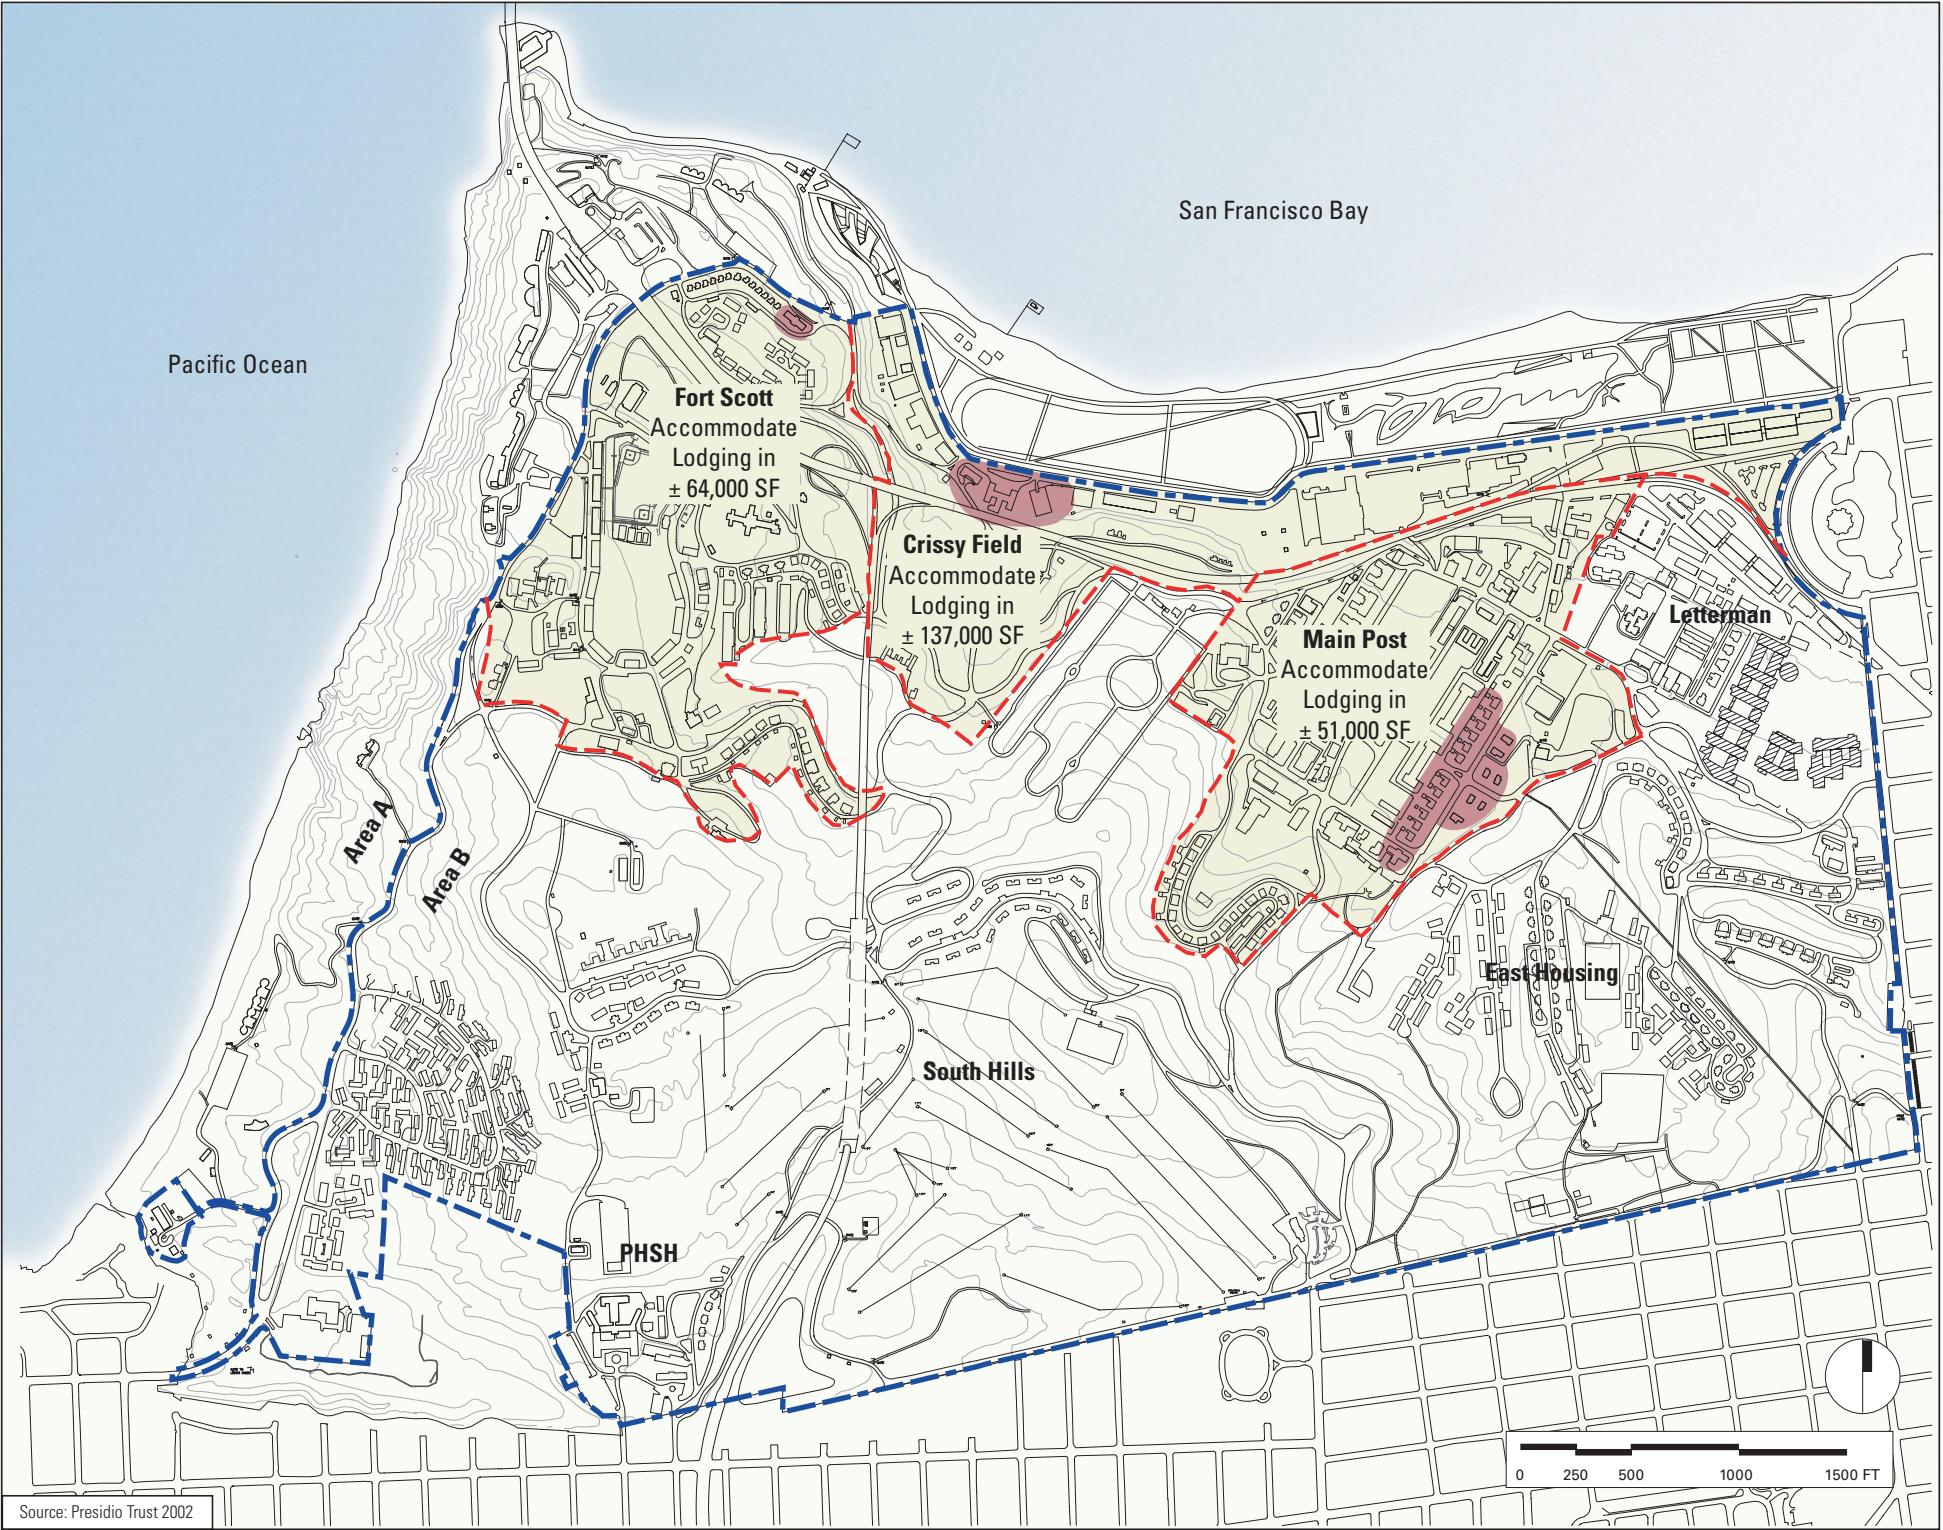 San Francisco Bay
Pacific Ocean
Fort Scott
Accommodate
Lodging in
± 64,000 SF
Crissy Field
Accommodate
Lodging in
± 137,000 SF
Main Post
Accommodate
Lodging in
± 51,000 SF
Letterman
Area A
Area B
East Housing
South Hills
PHSH
0 250 500 1000 1500 FT
Source: Presidio Trust 2002